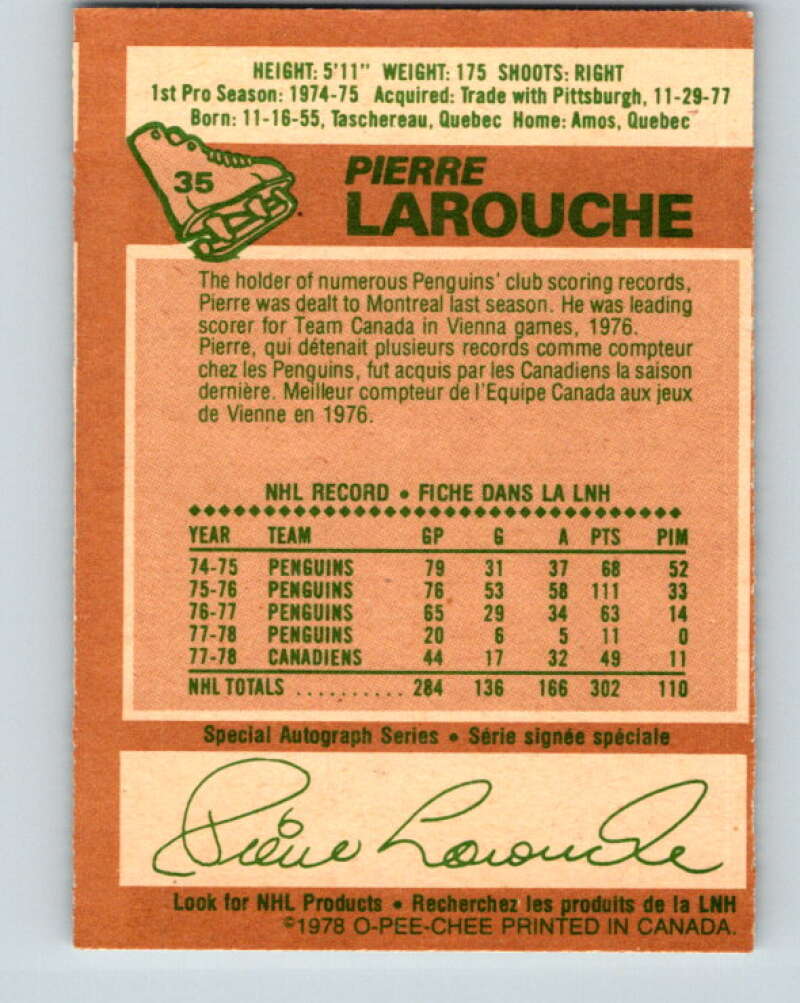 HEIGHT: 5'11" WEIGHT: 175 SHOOTS: RIGHT
1st Pro Season: 1974-75 Acquired: Trade with Pittsburgh, 11-29-77
Born: 11-16-55, Taschereau, Quebec Home: Amos, Quebec
35
PIERRE
LAROUCHE
The holder of numerous Penguins' club scoring records,
Pierre was dealt to Montreal last season. He was leading
scorer for Team Canada in Vienna games, 1976.
Pierre, qui détenait plusieurs records comme compteur
chez les Penguins, fut acquis par les Canadiens la saison
dernière. Meilleur compteur de l'Equipe Canada aux jeux
de Vienne en 1976.
NHL RECORD • FICHE DANS LA LNH
YEAR TEAM GP G A PTS PIM
74-75 PENGUINS 79 31 37 68 52
75-76 PENGUINS 76 53 58 111 33
76-77 PENGUINS 65 29 34 63 14
77-78 PENGUINS 20 6 5 11 0
77-78 CANADIENS 44 17 32 49 11
NHL TOTALS .......... 284 136 166 302 110
Special Autograph Series • Série signée spéciale
Pierre Larouche
Look for NHL Products • Recherchez les produits de la LNH
©1978 O-PEE-CHEE PRINTED IN CANADA.